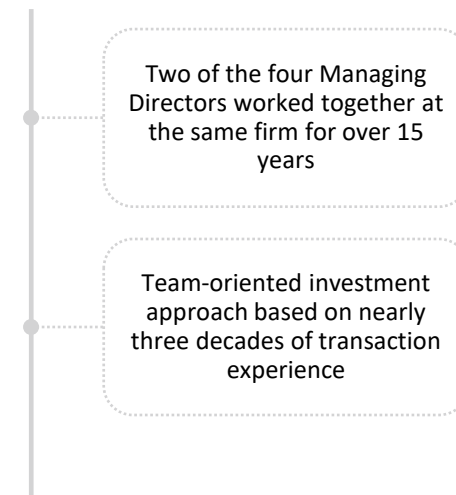 Two of the four Managing
Directors worked together at
the same firm for over 15
years
Team-oriented investment
approach based on nearly
three decades of transaction
experience